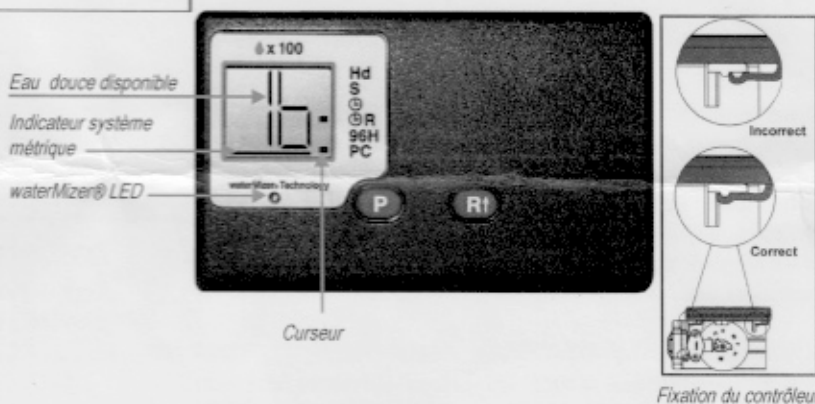 x 100
Eau douce disponible
Indicateur système
métrique
waterMizer® LED
16
Hd
S
R
96H
PC
waterMizer® Technology
P
R↑
Curseur
Incorrect
Correct
Fixation du contrôleu